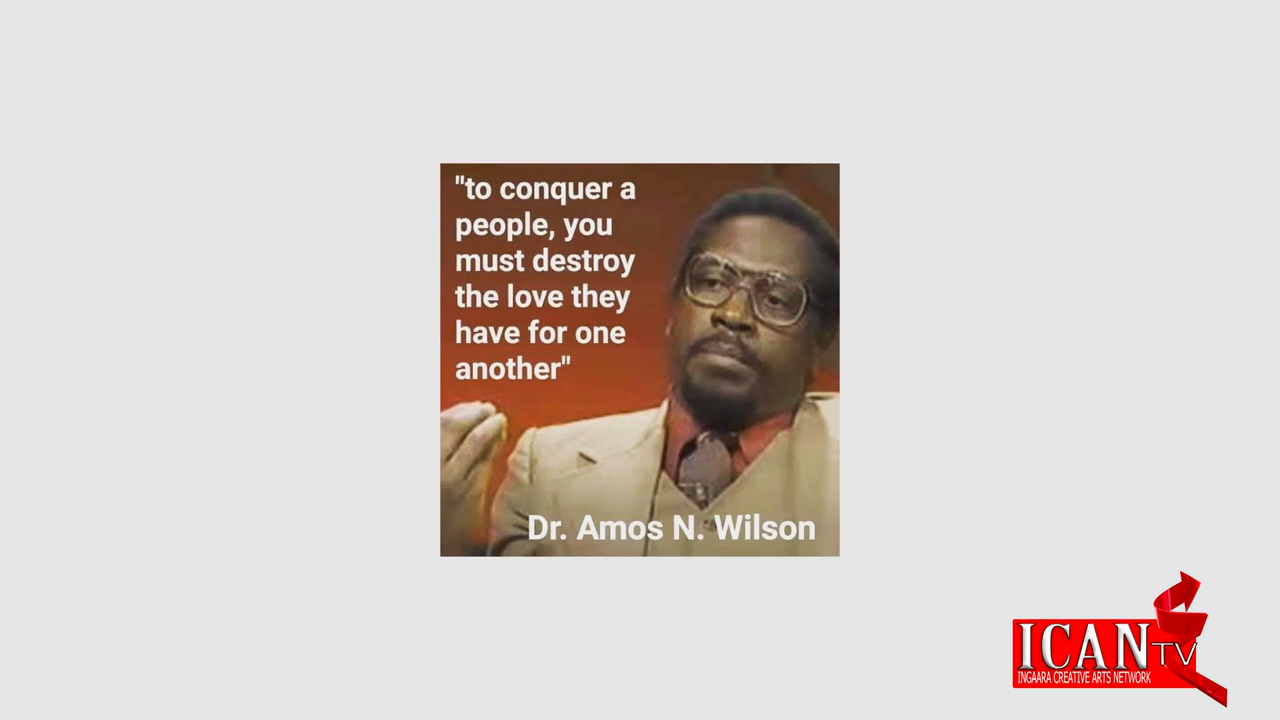 "to conquer a
people, you
must destroy
the love they
have for one
another"
Dr. Amos N. Wilson
ICAN TV
INGAARA CREATIVE ARTS NETWORK